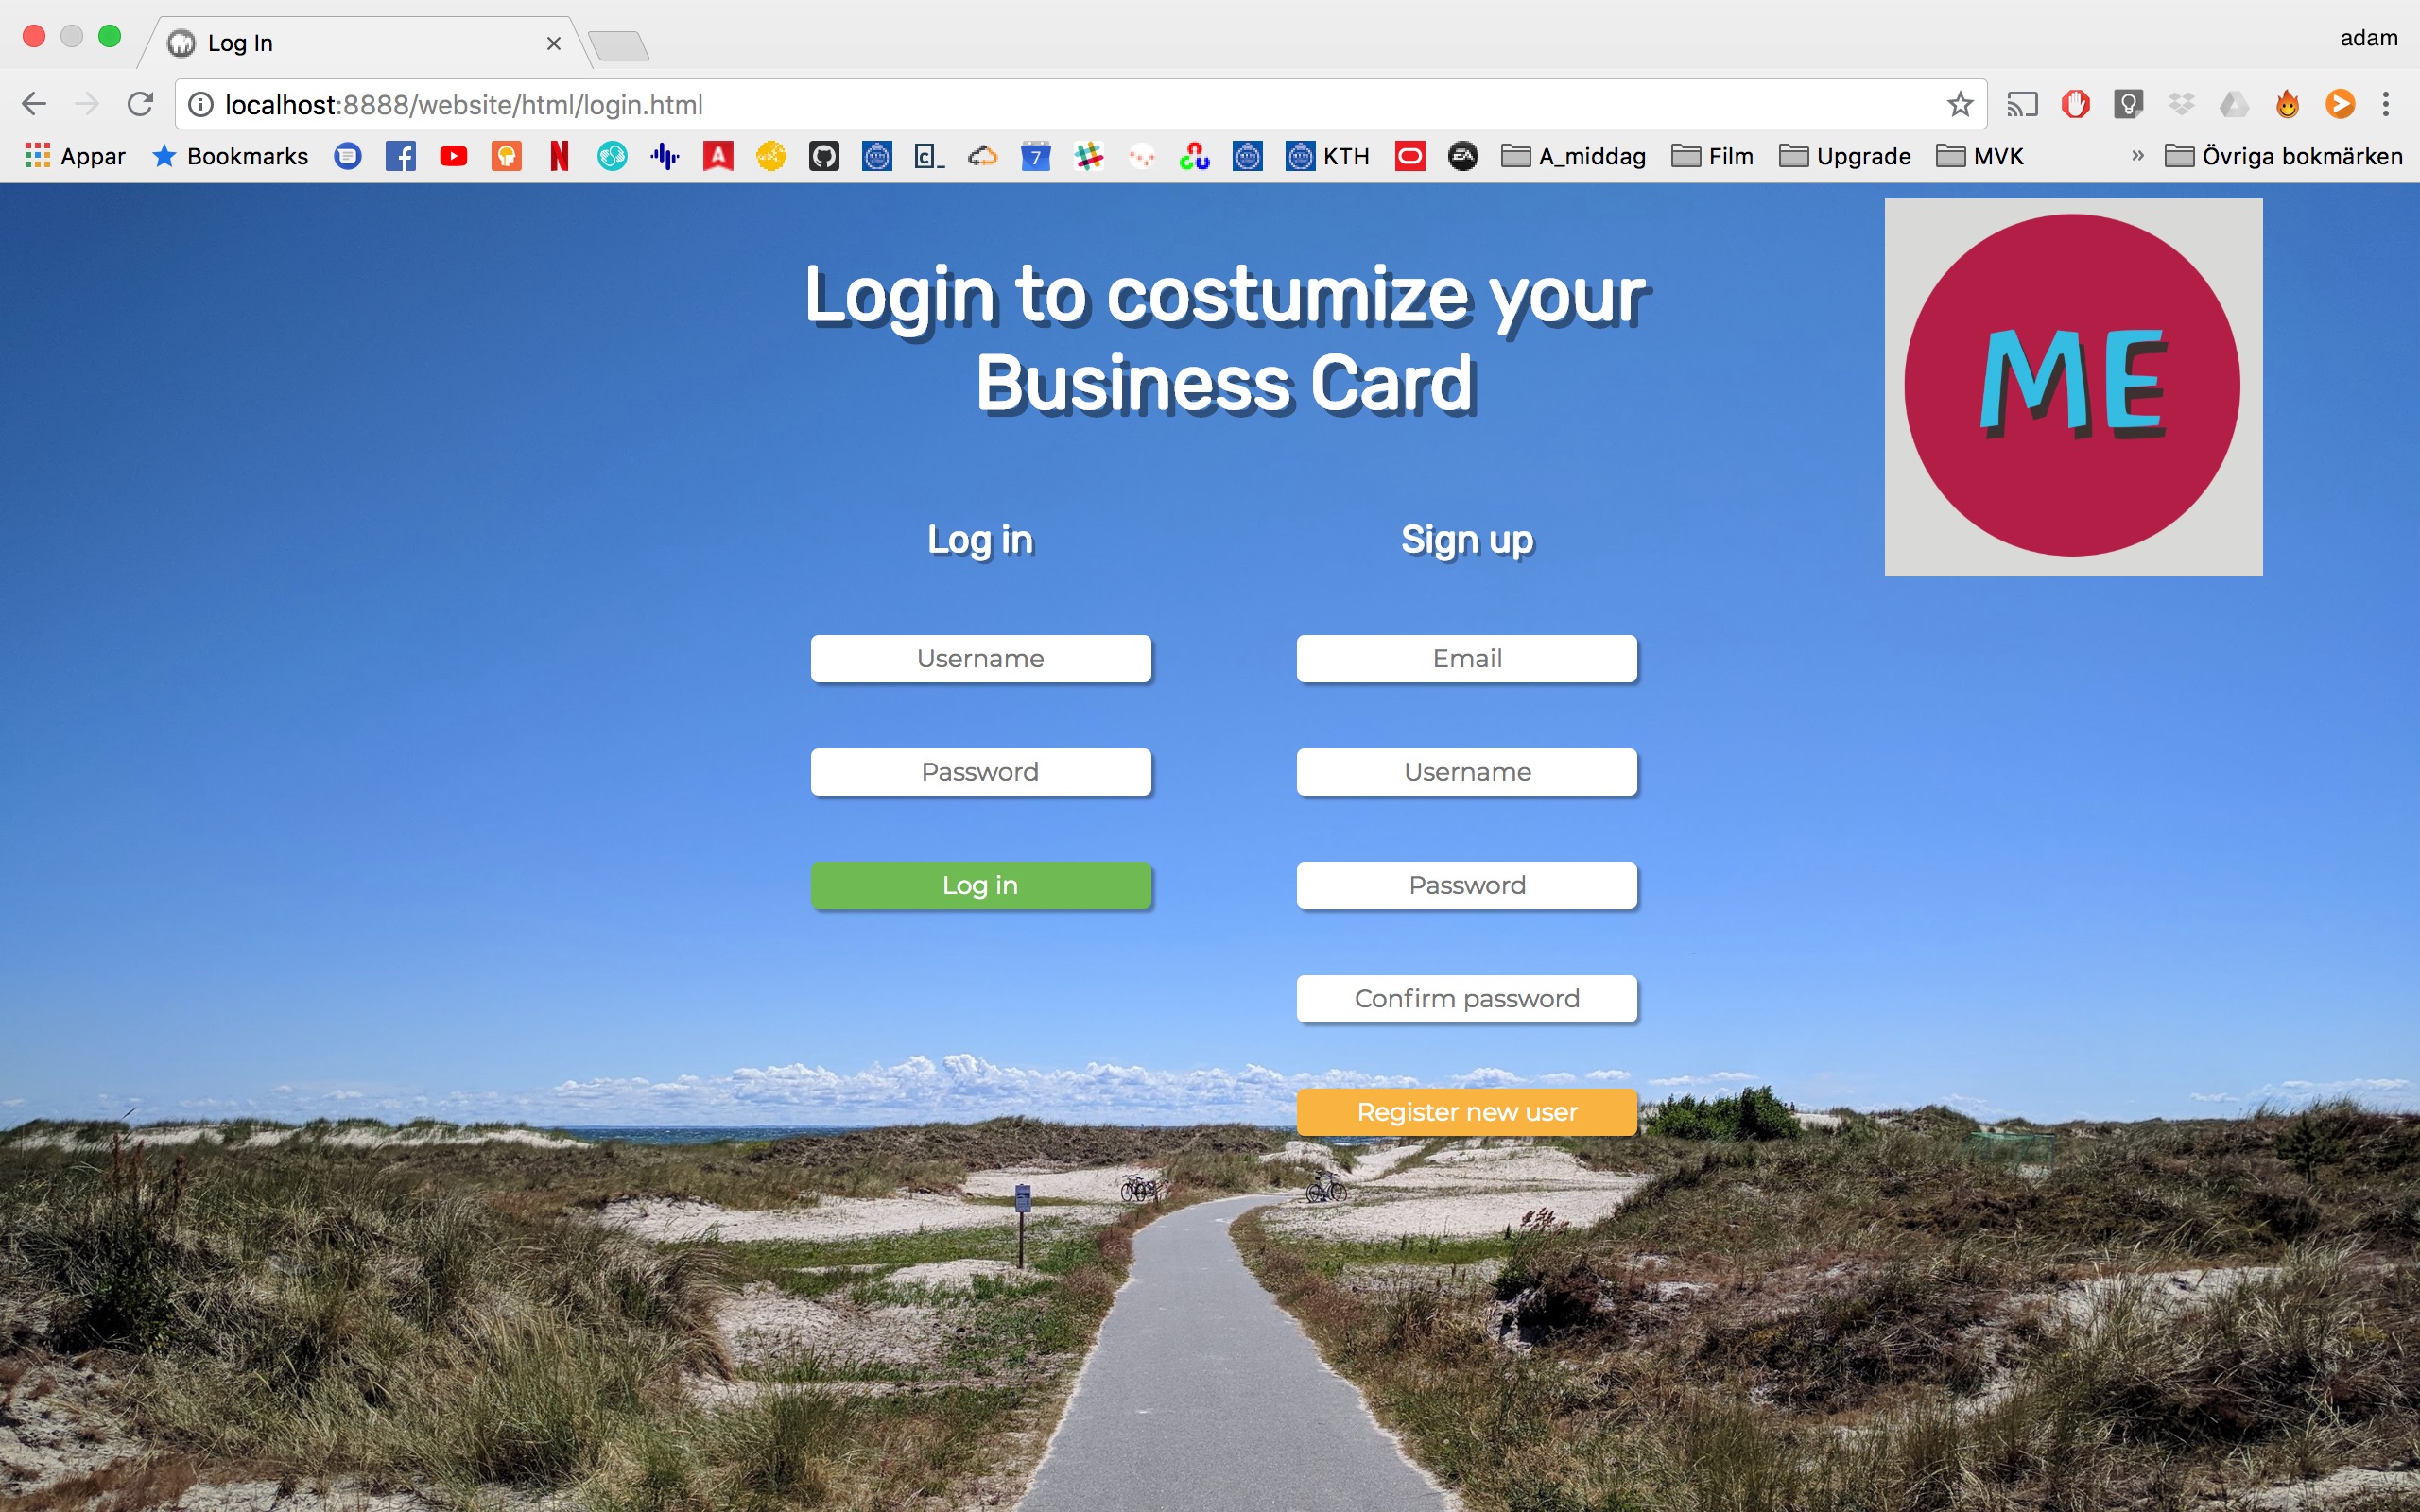 Log In
adam
localhost:8888/website/html/login.html
Appar Bookmarks 7 KTH EA A_middag Film Upgrade MVK » Övriga bokmärken
Login to costumize your
Business Card
ME
Log in
Sign up
Username
Email
Password
Username
Log in
Password
Confirm password
Register new user